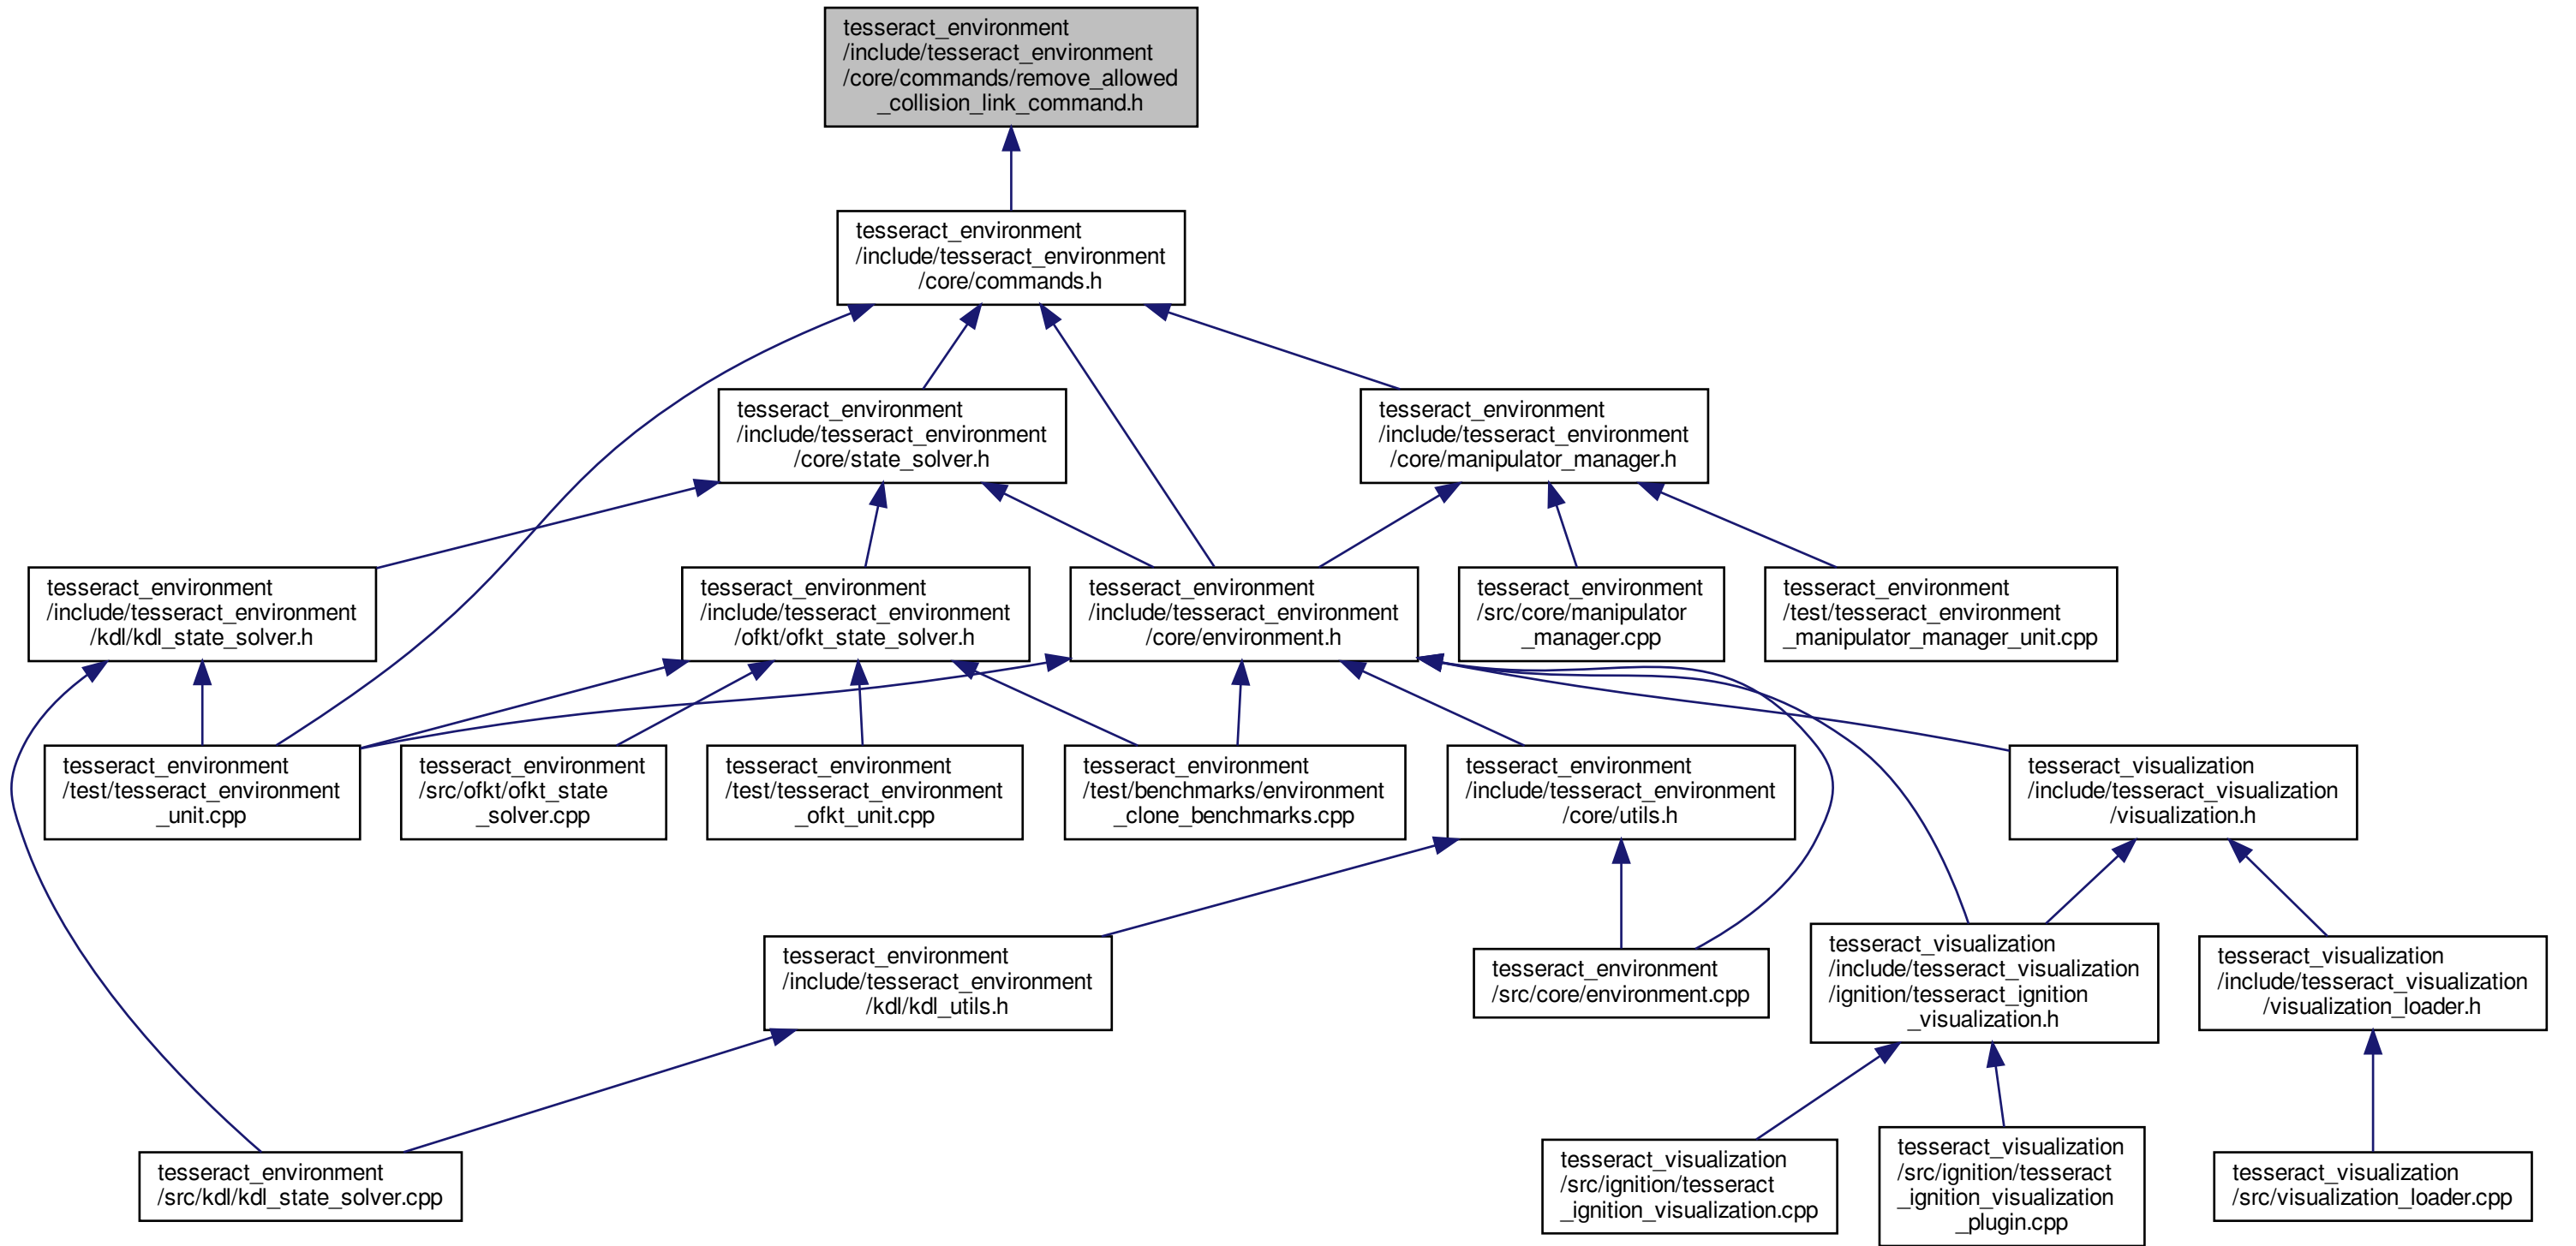 tesseract_environment
/include/tesseract_environment
/core/commands/remove_allowed
_collision_link_command.h
tesseract_environment
/include/tesseract_environment
/core/commands.h
tesseract_environment
/include/tesseract_environment
/core/state_solver.h
tesseract_environment
/include/tesseract_environment
/core/manipulator_manager.h
tesseract_environment
/include/tesseract_environment
/kdl/kdl_state_solver.h
tesseract_environment
/include/tesseract_environment
/ofkt/ofkt_state_solver.h
tesseract_environment
/include/tesseract_environment
/core/environment.h
tesseract_environment
/src/core/manipulator
_manager.cpp
tesseract_environment
/test/tesseract_environment
_manipulator_manager_unit.cpp
tesseract_environment
/test/tesseract_environment
_unit.cpp
tesseract_environment
/src/ofkt/ofkt_state
_solver.cpp
tesseract_environment
/test/tesseract_environment
_ofkt_unit.cpp
tesseract_environment
/test/benchmarks/environment
_clone_benchmarks.cpp
tesseract_environment
/include/tesseract_environment
/core/utils.h
tesseract_visualization
/include/tesseract_visualization
/visualization.h
tesseract_environment
/include/tesseract_environment
/kdl/kdl_utils.h
tesseract_environment
/src/core/environment.cpp
tesseract_visualization
/include/tesseract_visualization
/ignition/tesseract_ignition
_visualization.h
tesseract_visualization
/include/tesseract_visualization
/visualization_loader.h
tesseract_environment
/src/kdl/kdl_state_solver.cpp
tesseract_visualization
/src/ignition/tesseract
_ignition_visualization.cpp
tesseract_visualization
/src/ignition/tesseract
_ignition_visualization
_plugin.cpp
tesseract_visualization
/src/visualization_loader.cpp